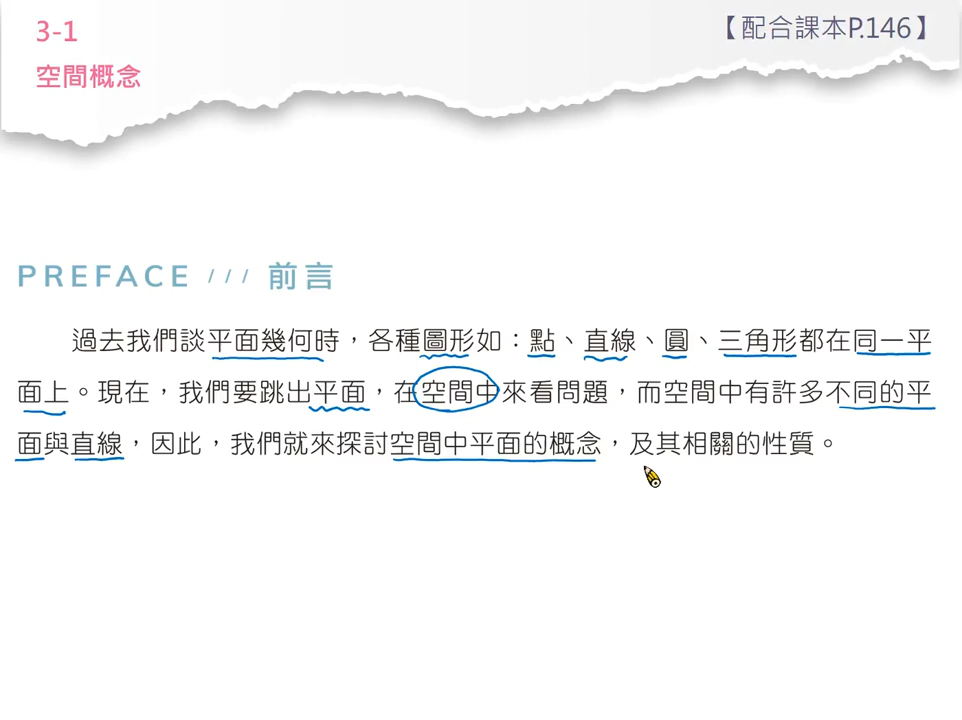 3-1
【配合課本P.146】
空間概念
PREFACE /// 前言
過去我們談平面幾何時，各種圖形如：點、直線、圓、三角形都在同一平
面上。現在，我們要跳出平面，在空間中來看問題，而空間中有許多不同的平
面與直線，因此，我們就來探討空間中平面的概念，及其相關的性質。